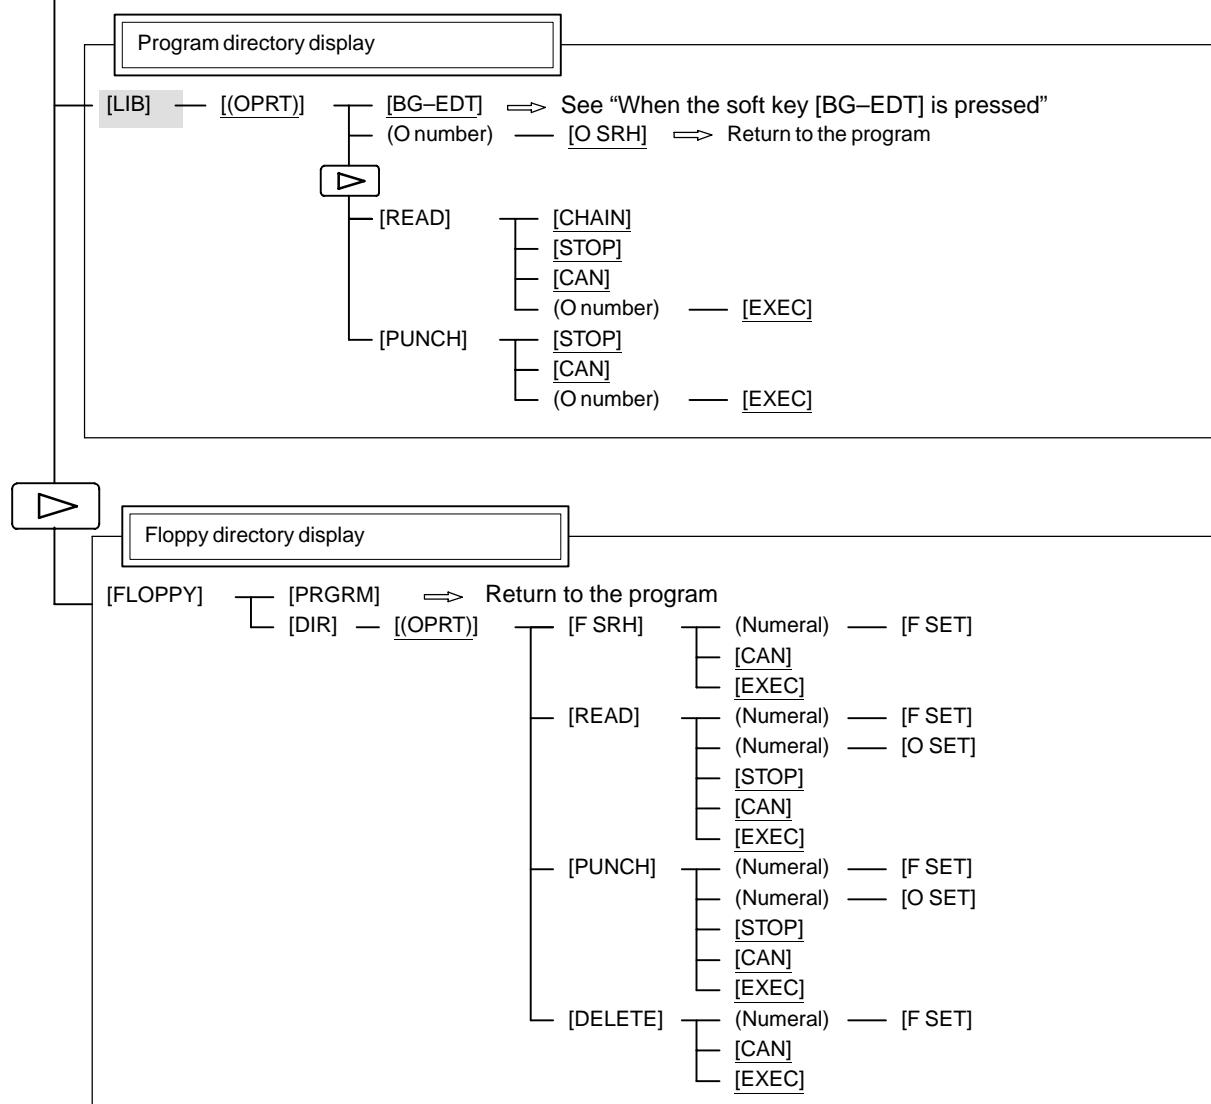 Program directory display
[LIB] [(OPRT)] [BG–EDT] See “When the soft key [BG–EDT] is pressed”
(O number) [O SRH] Return to the program
[READ] [CHAIN]
[STOP]
[CAN]
(O number) [EXEC]
[PUNCH] [STOP]
[CAN]
(O number) [EXEC]
Floppy directory display
[FLOPPY] [PRGRM] Return to the program
[DIR] [(OPRT)] [F SRH] (Numeral) [F SET]
[CAN]
[EXEC]
[READ] (Numeral) [F SET]
(Numeral) [O SET]
[STOP]
[CAN]
[EXEC]
[PUNCH] (Numeral) [F SET]
(Numeral) [O SET]
[STOP]
[CAN]
[EXEC]
[DELETE] (Numeral) [F SET]
[CAN]
[EXEC]